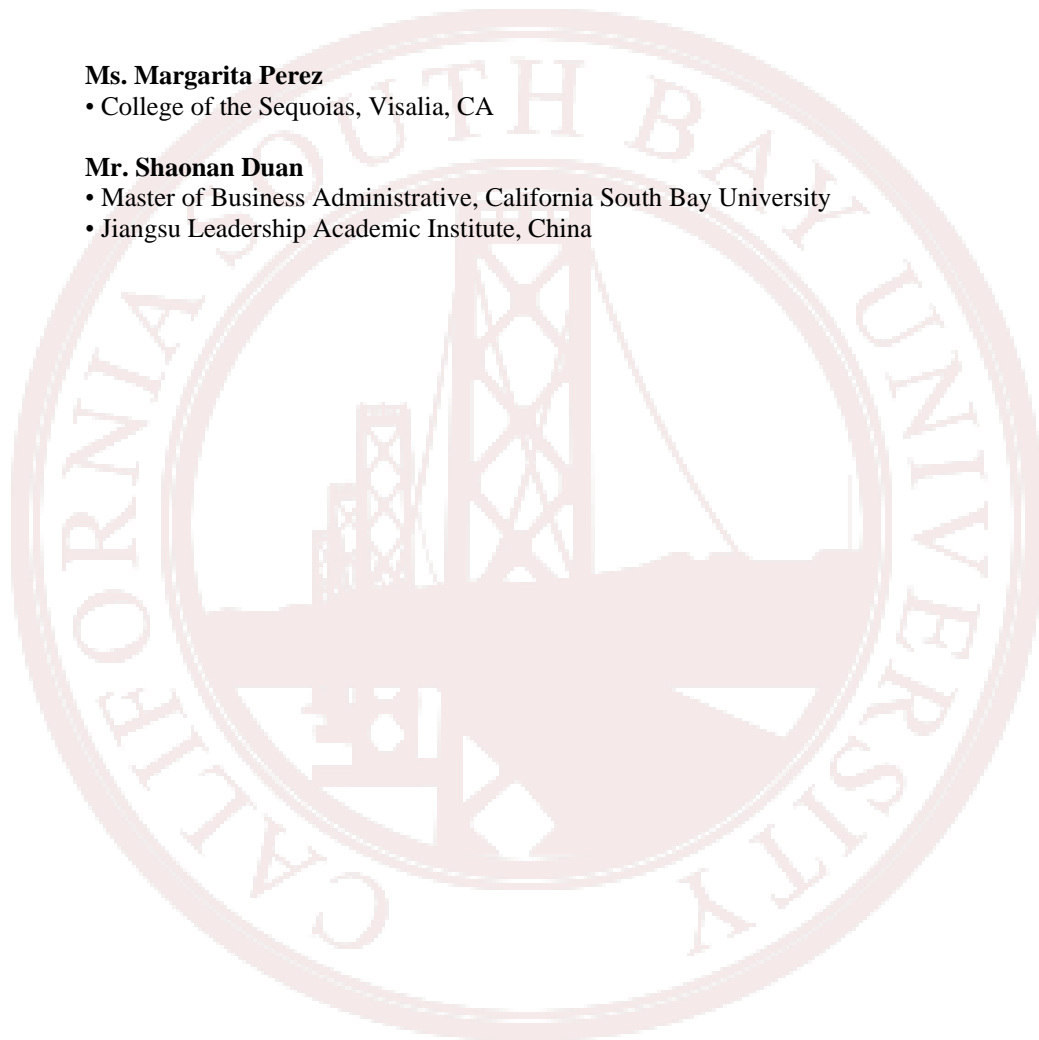 Ms. Margarita Perez
• College of the Sequoias, Visalia, CA
Mr. Shaonan Duan
• Master of Business Administrative, California South Bay University
• Jiangsu Leadership Academic Institute, China
CALIFORNIA SOUTH BAY UNIVERSITY